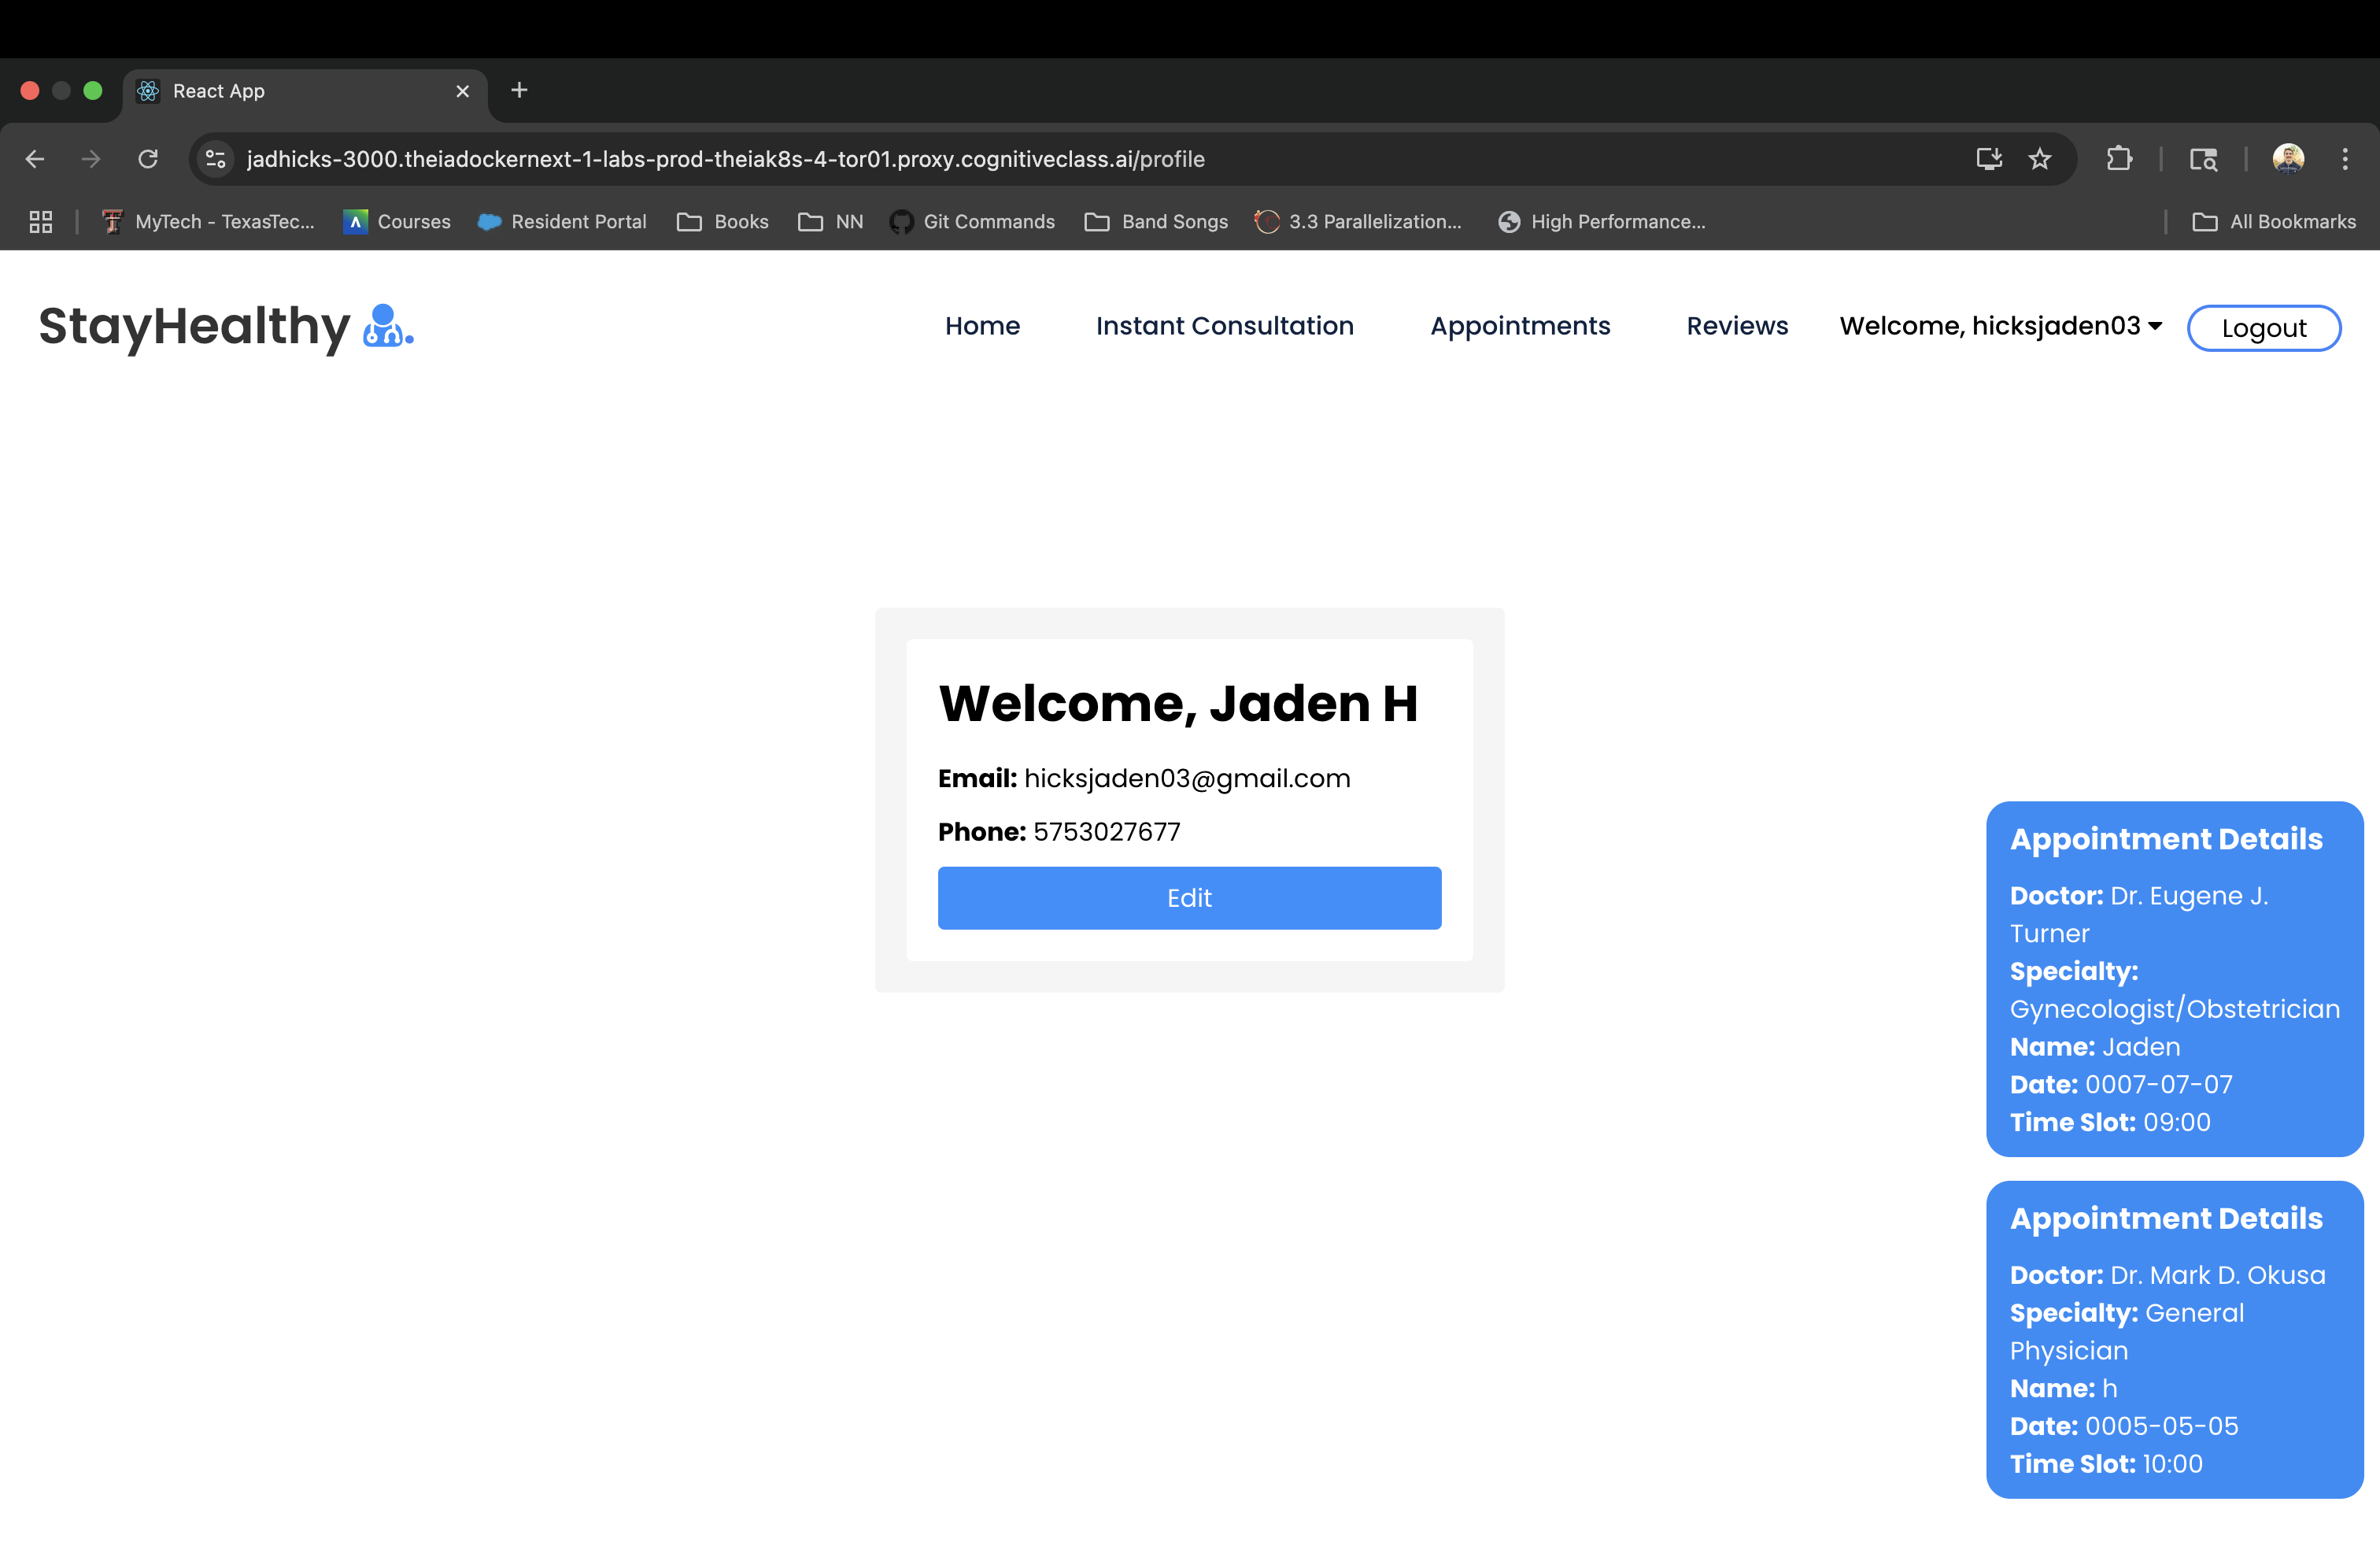 React App
jadhicks-3000.theiadockernext-1-labs-prod-theiak8s-4-tor01.proxy.cognitiveclass.ai/profile
MyTech - TexasTec... Courses Resident Portal Books NN Git Commands Band Songs 3.3 Parallelization... High Performance... All Bookmarks
StayHealthy Home Instant Consultation Appointments Reviews Welcome, hicksjaden03 Logout
Welcome, Jaden H
Email: hicksjaden03@gmail.com
Phone: 5753027677
Edit
Appointment Details
Doctor: Dr. Eugene J.
Turner
Specialty:
Gynecologist/Obstetrician
Name: Jaden
Date: 0007-07-07
Time Slot: 09:00
Appointment Details
Doctor: Dr. Mark D. Okusa
Specialty: General
Physician
Name: h
Date: 0005-05-05
Time Slot: 10:00